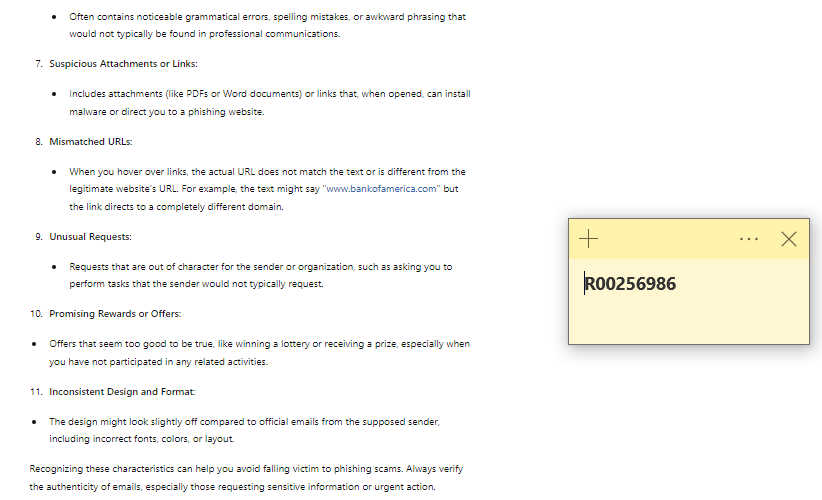 • Often contains noticeable grammatical errors, spelling mistakes, or awkward phrasing that
would not typically be found in professional communications.
7. Suspicious Attachments or Links:
• Includes attachments (like PDFs or Word documents) or links that, when opened, can install
malware or direct you to a phishing website.
8. Mismatched URLs:
• When you hover over links, the actual URL does not match the text or is different from the
legitimate website's URL. For example, the text might say "www.bankofamerica.com" but
the link directs to a completely different domain.
9. Unusual Requests:
• Requests that are out of character for the sender or organization, such as asking you to
perform tasks that the sender would not typically request.
10. Promising Rewards or Offers:
• Offers that seem too good to be true, like winning a lottery or receiving a prize, especially when
you have not participated in any related activities.
11. Inconsistent Design and Format:
• The design might look slightly off compared to official emails from the supposed sender,
including incorrect fonts, colors, or layout.
Recognizing these characteristics can help you avoid falling victim to phishing scams. Always verify
the authenticity of emails, especially those requesting sensitive information or urgent action.
R00256986